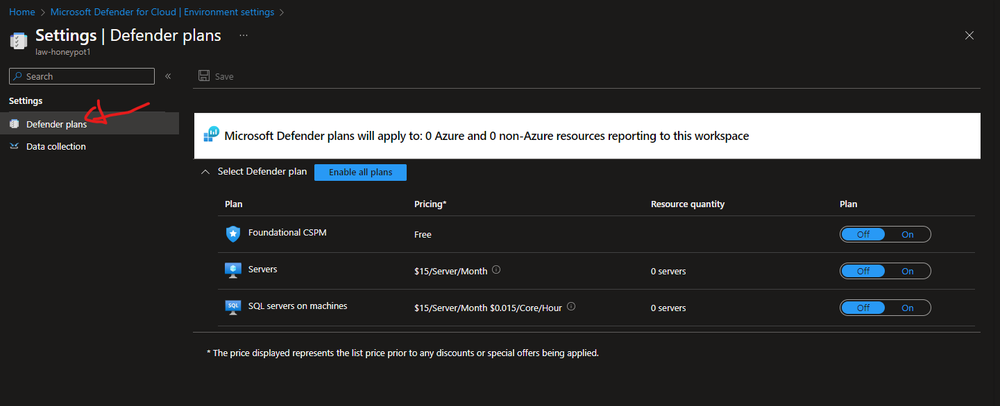 Home > Microsoft Defender for Cloud | Environment settings >
Settings | Defender plans ...
law-honeypot1
Search «
Save
Settings
Defender plans
Data collection
Microsoft Defender plans will apply to: 0 Azure and 0 non-Azure resources reporting to this workspace
Select Defender plan Enable all plans
Plan Pricing* Resource quantity Plan
Foundational CSPM Free Off On
Servers $15/Server/Month 0 servers Off On
SQL SQL servers on machines $15/Server/Month $0.015/Core/Hour 0 servers Off On
* The price displayed represents the list price prior to any discounts or special offers being applied.